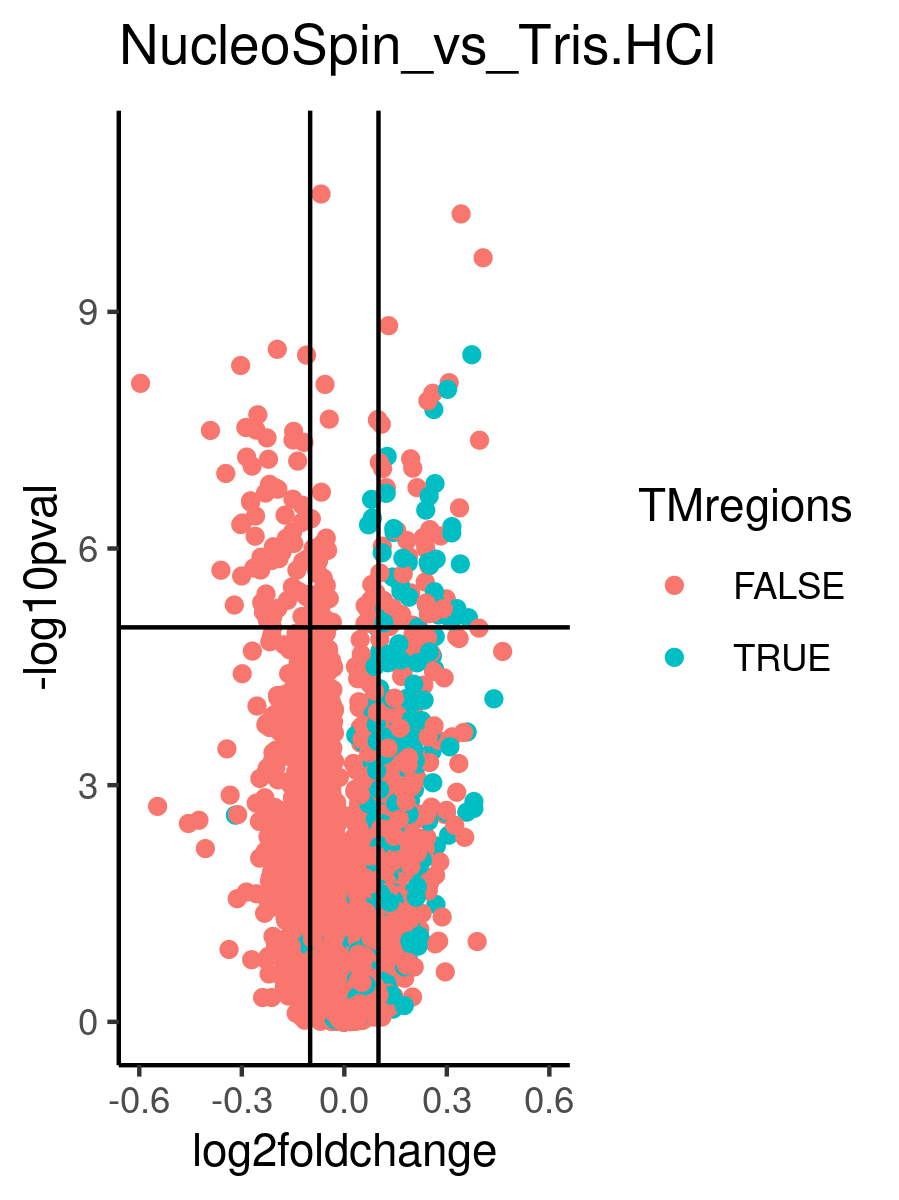 NucleoSpin_vs_Tris.HCl
-log10pval
9
6
3
0
-0.6 -0.3 0.0 0.3 0.6
log2foldchange
TMregions
FALSE
TRUE